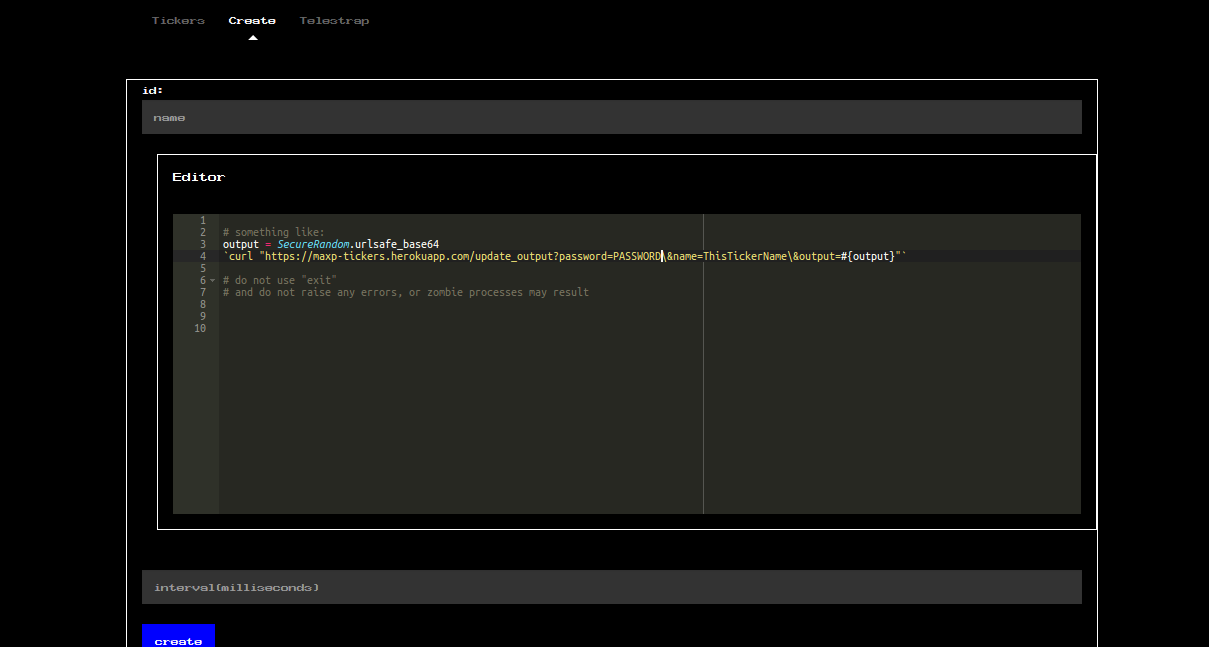 Tickers Create Telestrap
id:
name
Editor
1
2 # something like:
3 output = SecureRandom.urlsafe_base64
4 `curl "https://maxp-tickers.herokuapp.com/update_output?password=PASSWORD\&name=ThisTickerName\&output=#{output}"`
5
6 # do not use "exit"
7 # and do not raise any errors, or zombie processes may result
8
9
10
interval(milliseconds)
create